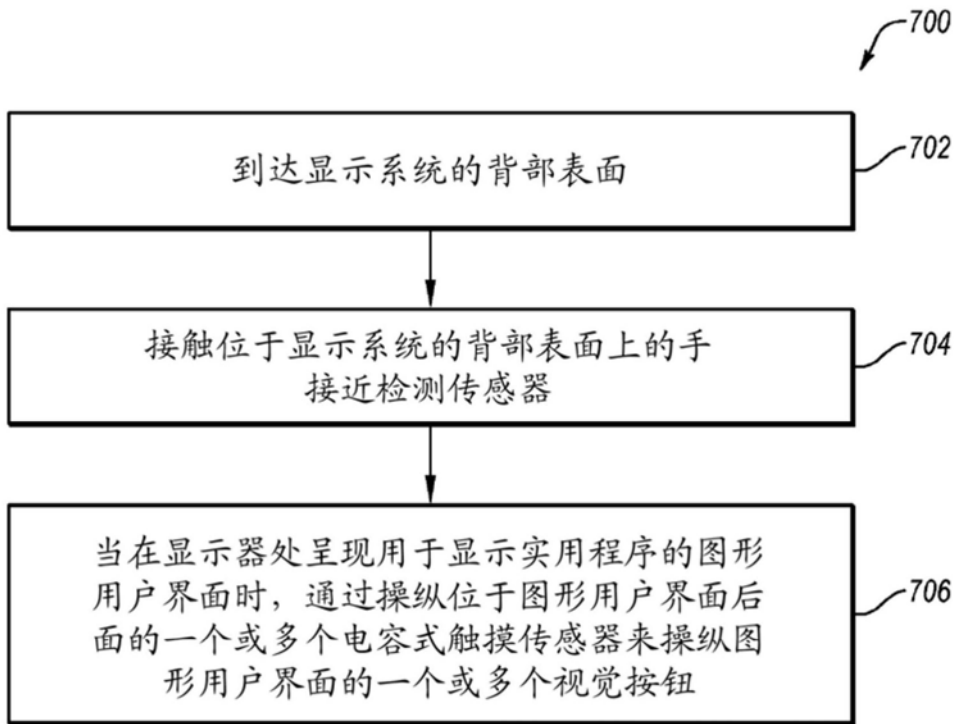 700
到达显示系统的背部表面
702
接触位于显示系统的背部表面上的手
接近检测传感器
704
当在显示器处呈现用于显示实用程序的图形
用户界面时，通过操纵位于图形用户界面后
面的一个或多个电容式触摸传感器来操纵图
形用户界面的一个或多个视觉按钮
706